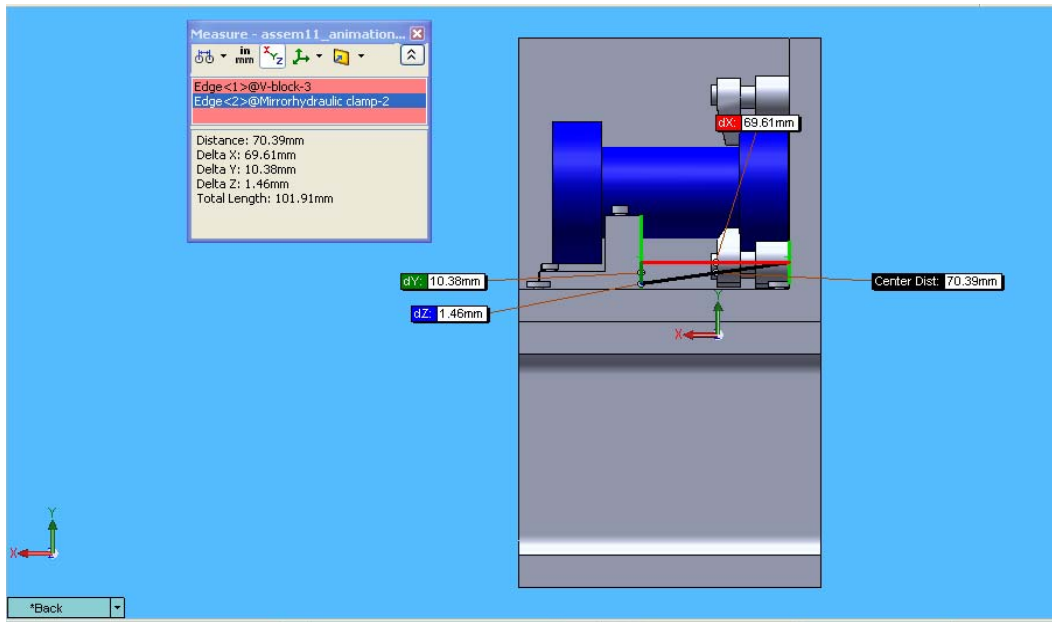 Measure - assem11_animation...
in
mm
X
Y
Z
Edge<1>@V-block-3
Edge<2>@Mirrorhydraulic clamp-2
Distance: 70.39mm
Delta X: 69.61mm
Delta Y: 10.38mm
Delta Z: 1.46mm
Total Length: 101.91mm
dX: 69.61mm
dY: 10.38mm
Center Dist: 70.39mm
dZ: 1.46mm
Y
X
Y
X
*Back